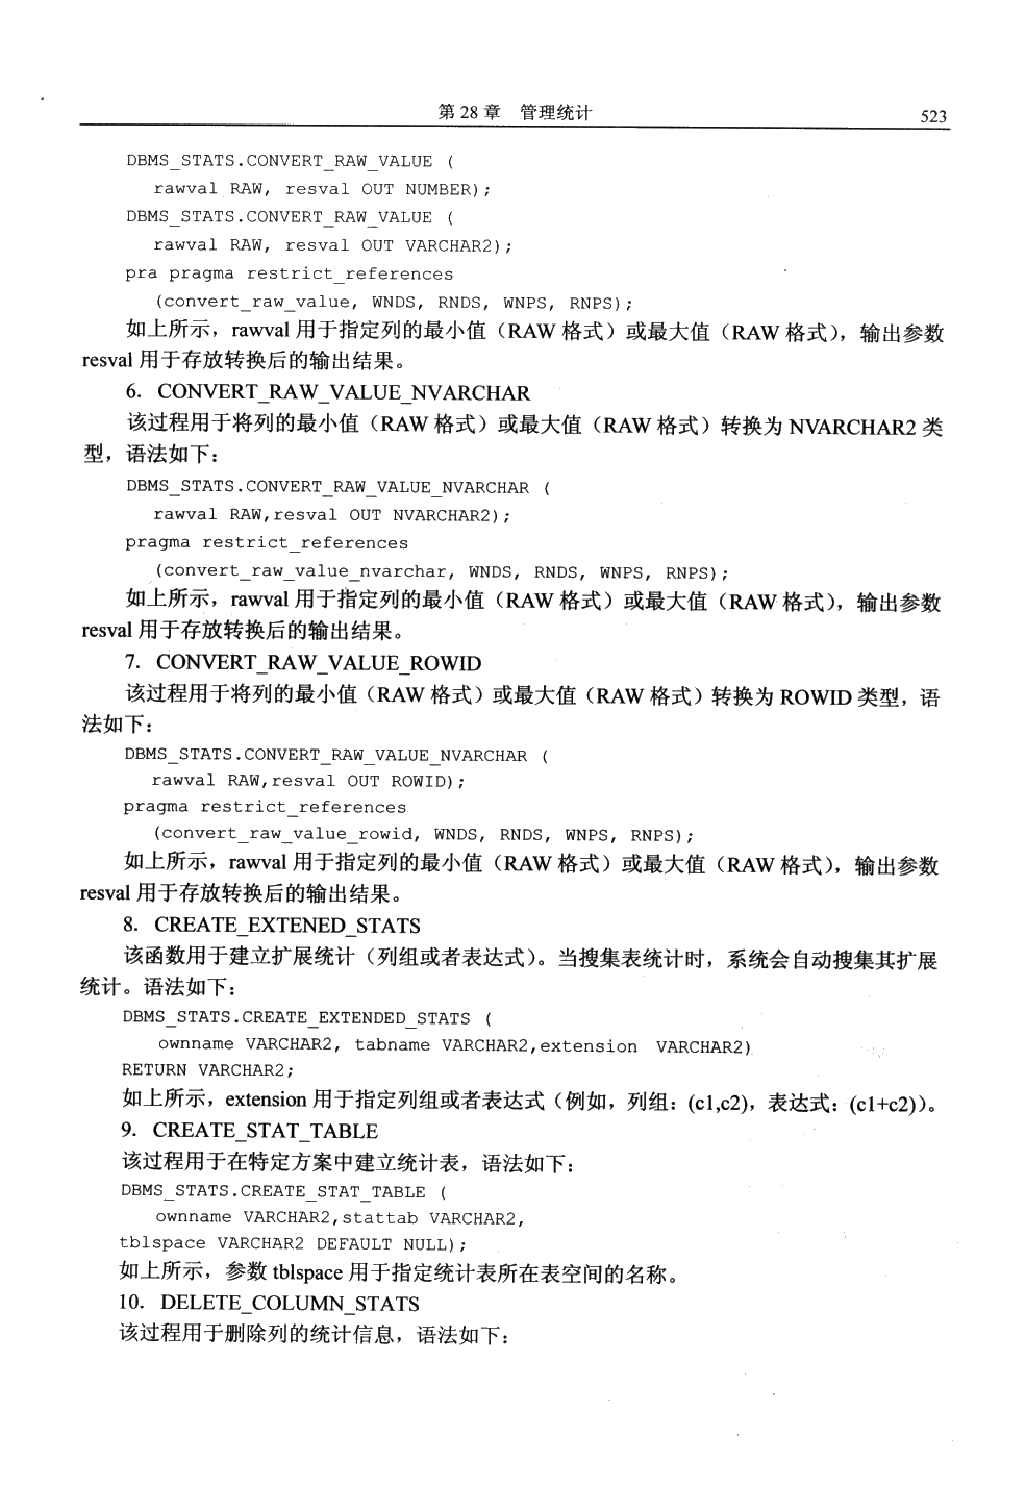 第 28 章 管理统计 523
DBMS_STATS.CONVERT_RAW_VALUE (
rawval RAW, resval OUT NUMBER);
DBMS_STATS.CONVERT_RAW_VALUE (
rawval RAW, resval OUT VARCHAR2);
pra pragma restrict_references
(convert_raw_value, WNDS, RNDS, WNPS, RNPS);
如上所示，rawval 用于指定列的最小值（RAW 格式）或最大值（RAW 格式），输出参数
resval 用于存放转换后的输出结果。
6．CONVERT_RAW_VALUE_NVARCHAR
该过程用于将列的最小值（RAW 格式）或最大值（RAW 格式）转换为 NVARCHAR2 类
型，语法如下：
DBMS_STATS.CONVERT_RAW_VALUE_NVARCHAR (
rawval RAW,resval OUT NVARCHAR2);
pragma restrict_references
(convert_raw_value_nvarchar, WNDS, RNDS, WNPS, RNPS);
如上所示，rawval 用于指定列的最小值（RAW 格式）或最大值（RAW 格式），输出参数
resval 用于存放转换后的输出结果。
7．CONVERT_RAW_VALUE_ROWID
该过程用于将列的最小值（RAW 格式）或最大值（RAW 格式）转换为 ROWID 类型，语
法如下：
DBMS_STATS.CONVERT_RAW_VALUE_NVARCHAR (
rawval RAW,resval OUT ROWID);
pragma restrict_references
(convert_raw_value_rowid, WNDS, RNDS, WNPS, RNPS);
如上所示，rawval 用于指定列的最小值（RAW 格式）或最大值（RAW 格式），输出参数
resval 用于存放转换后的输出结果。
8．CREATE_EXTENED_STATS
该函数用于建立扩展统计（列组或者表达式）。当搜集表统计时，系统会自动搜集其扩展
统计。语法如下：
DBMS_STATS.CREATE_EXTENDED_STATS (
ownname VARCHAR2, tabname VARCHAR2,extension VARCHAR2)
RETURN VARCHAR2;
如上所示，extension 用于指定列组或者表达式（例如，列组：(c1,c2)，表达式：(c1+c2)）。
9．CREATE_STAT_TABLE
该过程用于在特定方案中建立统计表，语法如下：
DBMS_STATS.CREATE_STAT_TABLE (
ownname VARCHAR2,stattab VARCHAR2,
tblspace VARCHAR2 DEFAULT NULL);
如上所示，参数 tblspace 用于指定统计表所在表空间的名称。
10．DELETE_COLUMN_STATS
该过程用于删除列的统计信息，语法如下：